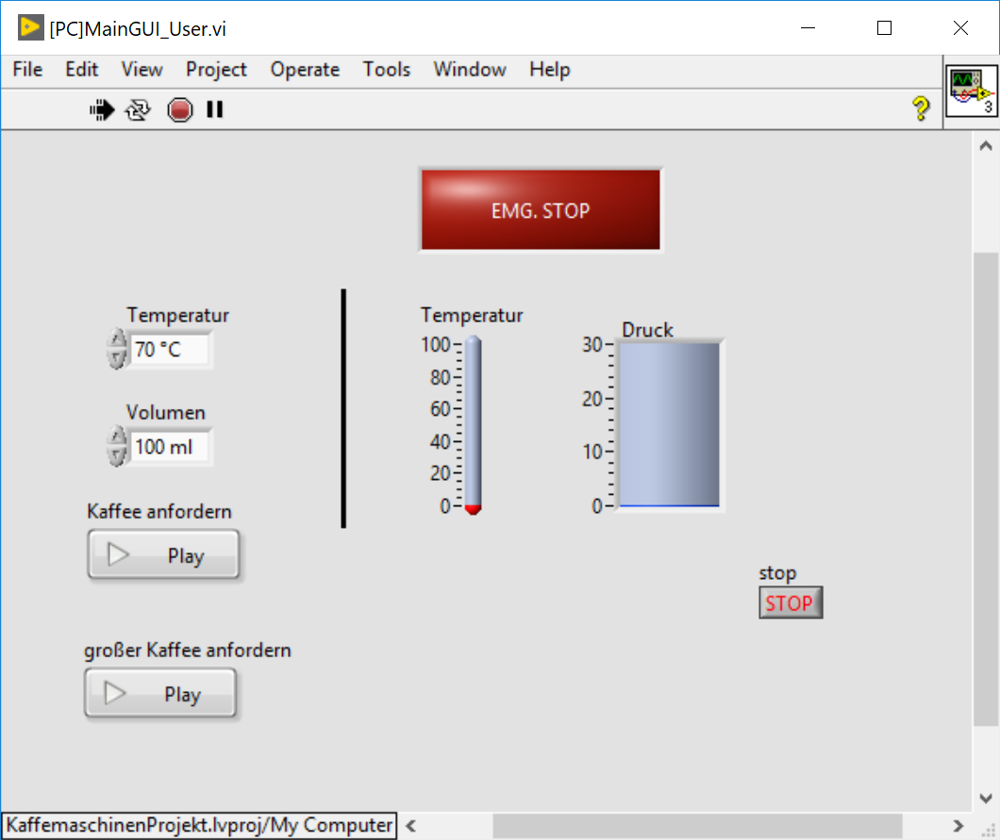 [PC]MainGUI_User.vi
File Edit View Project Operate Tools Window Help
3
EMG. STOP
Temperatur
70 °C
Volumen
100 ml
Kaffee anfordern
Play
großer Kaffee anfordern
Play
Temperatur
100
80
60
40
20
0
Druck
30
20
10
0
stop
STOP
KaffemaschinenProjekt.lvproj/My Computer